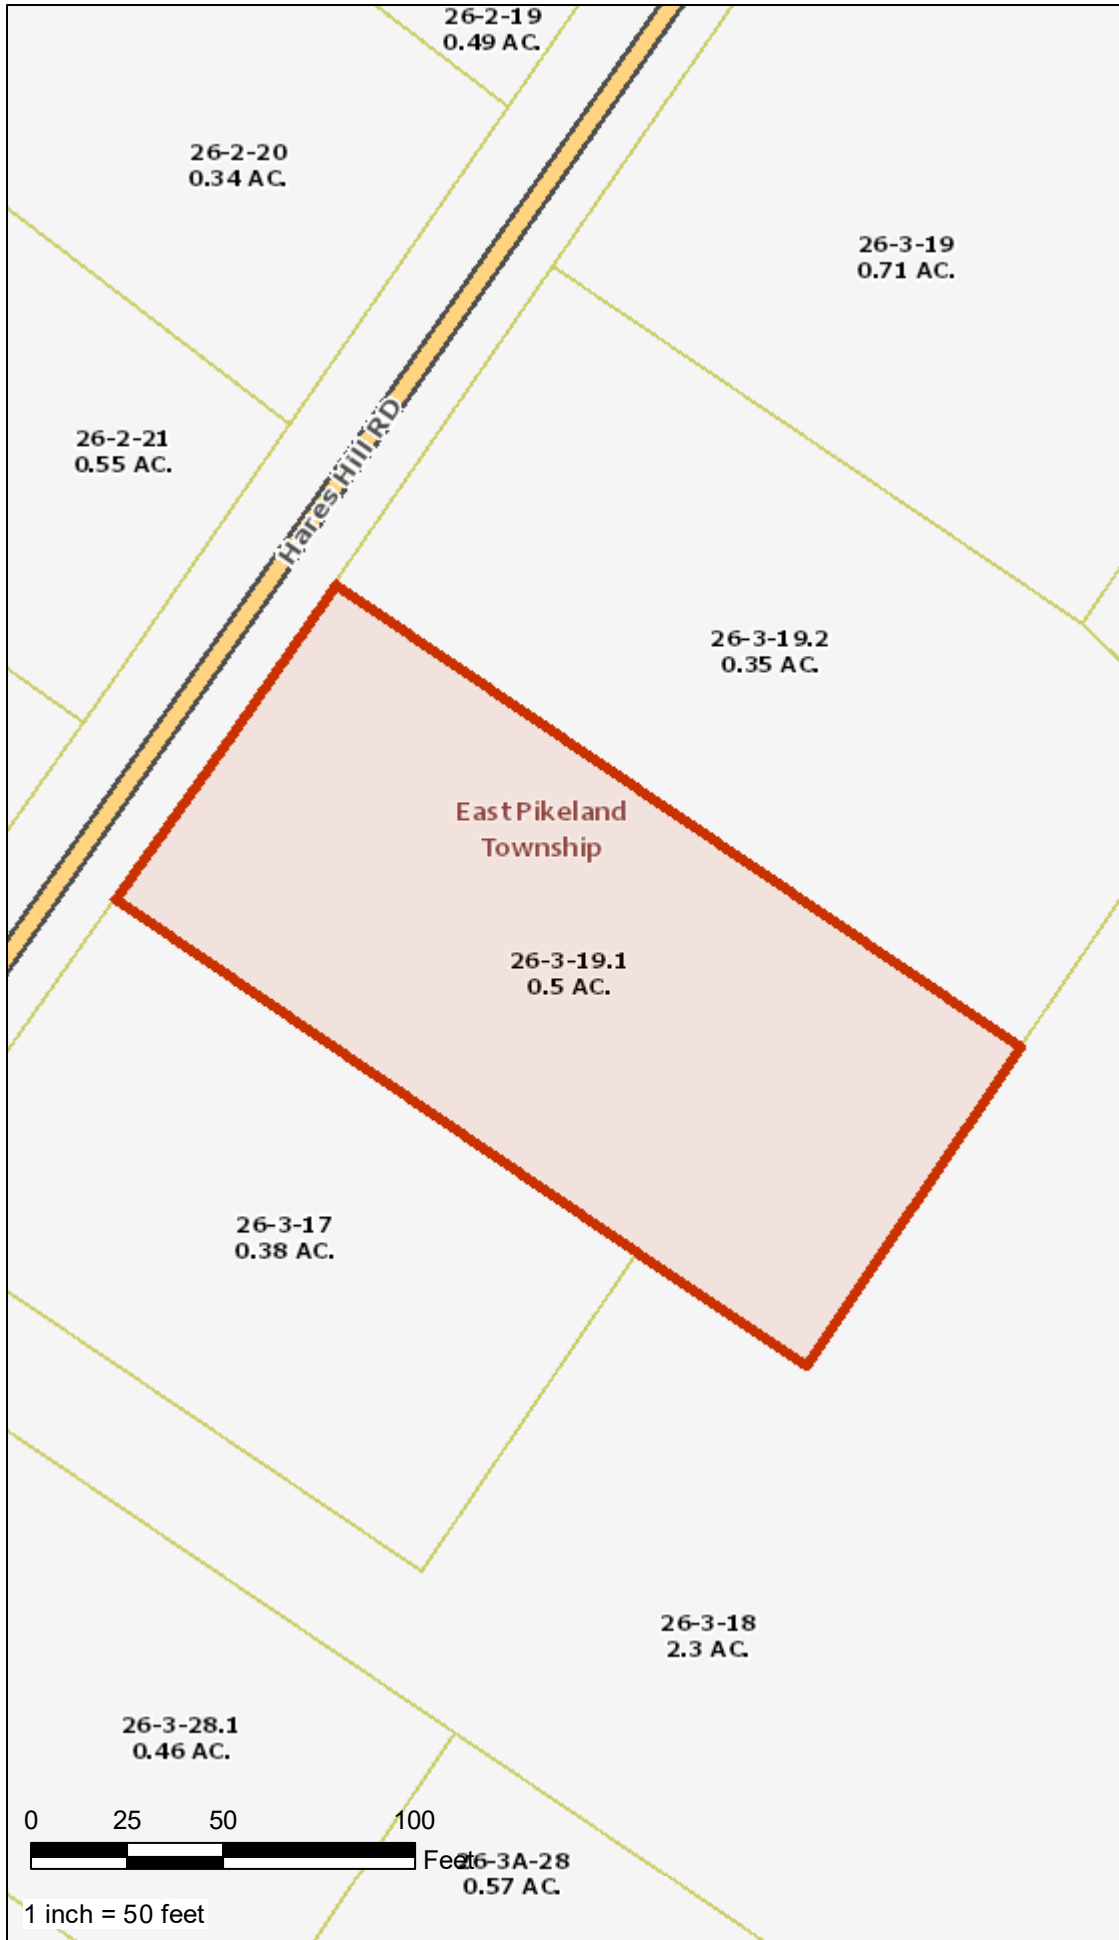 26-2-19
0.49 AC.
26-2-20
0.34 AC.
26-3-19
0.71 AC.
26-2-21
0.55 AC.
Hares Hill RD
26-3-19.2
0.35 AC.
East Pikeland
Township
26-3-19.1
0.5 AC.
26-3-17
0.38 AC.
26-3-18
2.3 AC.
26-3-28.1
0.46 AC.
0 25 50 100
Feet
26-3A-28
0.57 AC.
1 inch = 50 feet